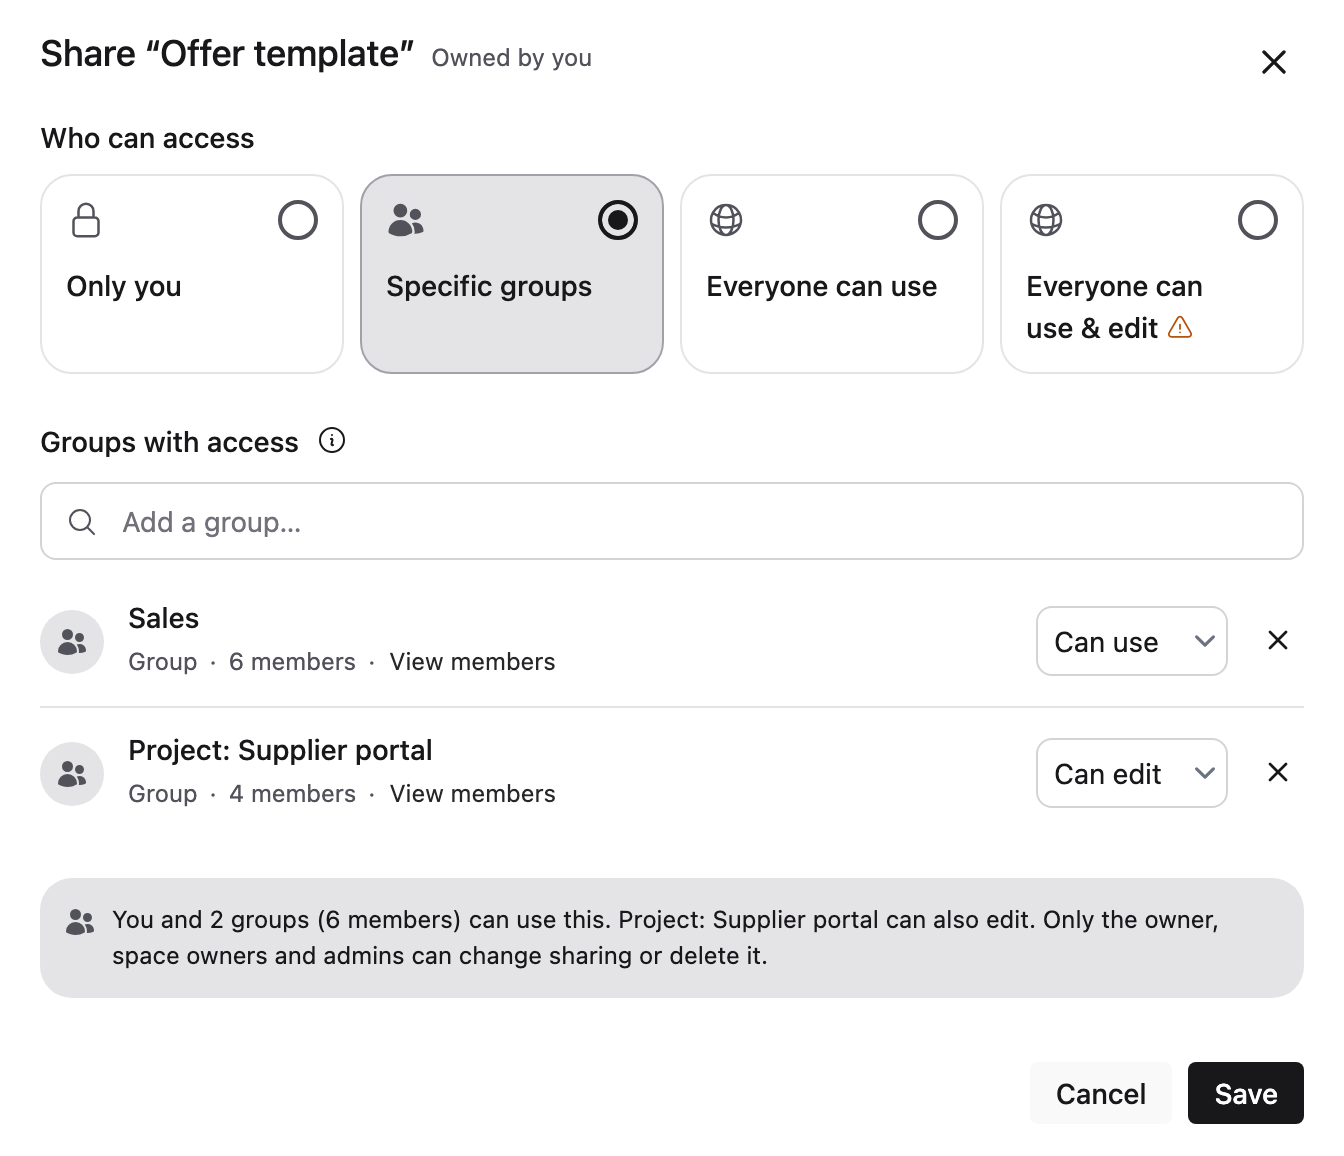 Share “Offer template” Owned by you
Who can access
Only you
Specific groups
Everyone can use
Everyone can
use & edit
Groups with access
Add a group...
Sales
Group · 6 members · View members
Can use
Project: Supplier portal
Group · 4 members · View members
Can edit
You and 2 groups (6 members) can use this. Project: Supplier portal can also edit. Only the owner,
space owners and admins can change sharing or delete it.
Cancel
Save